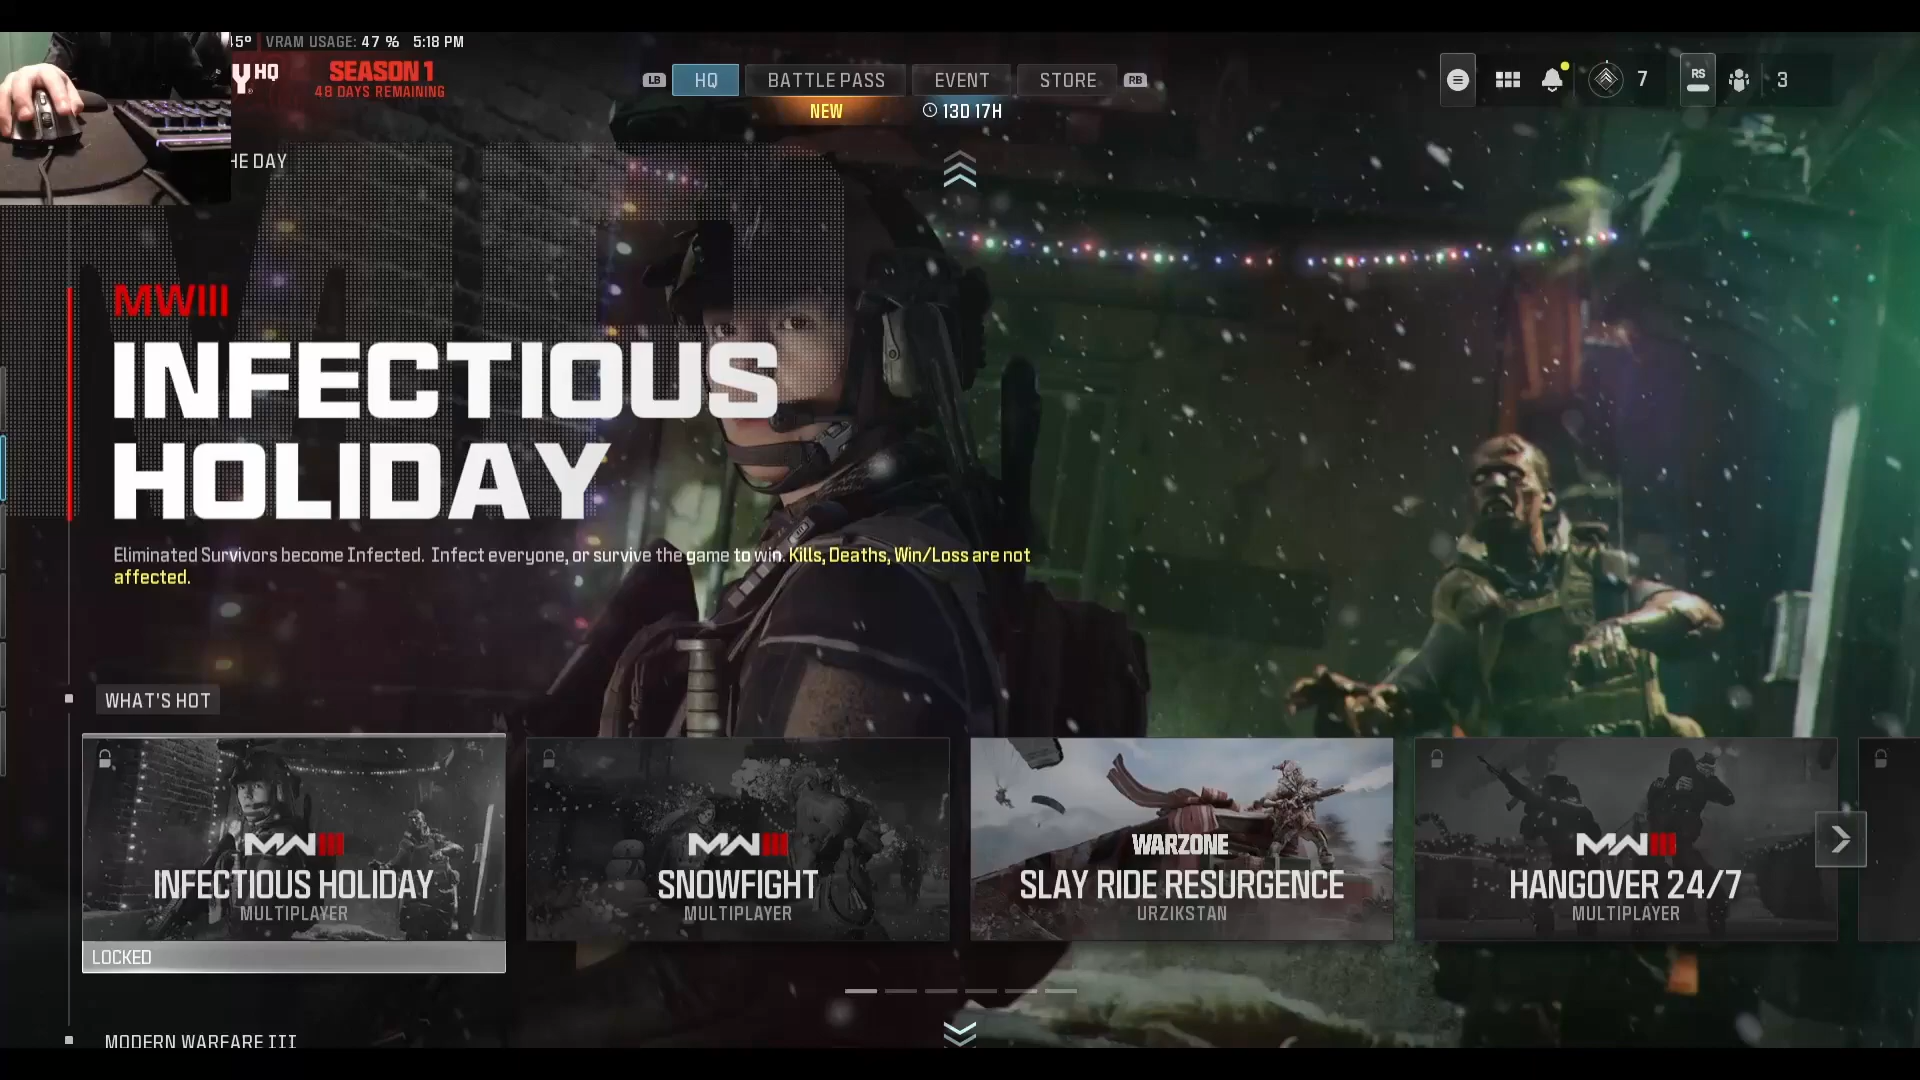 45° VRAM USAGE: 47 % 5:18 PM
Y HQ
SEASON 1
48 DAYS REMAINING
LB HQ BATTLE PASS EVENT STORE RB
NEW
13D 17H
7
RS
3
HE DAY
MWIII
INFECTIOUS
HOLIDAY
Eliminated Survivors become Infected. Infect everyone, or survive the game to win. Kills, Deaths, Win/Loss are not
affected.
WHAT'S HOT
MWIII
INFECTIOUS HOLIDAY
MULTIPLAYER
LOCKED
MWIII
SNOWFIGHT
MULTIPLAYER
WARZONE
SLAY RIDE RESURGENCE
URZIKSTAN
MWIII
HANGOVER 24/7
MULTIPLAYER
MODERN WARFARE III